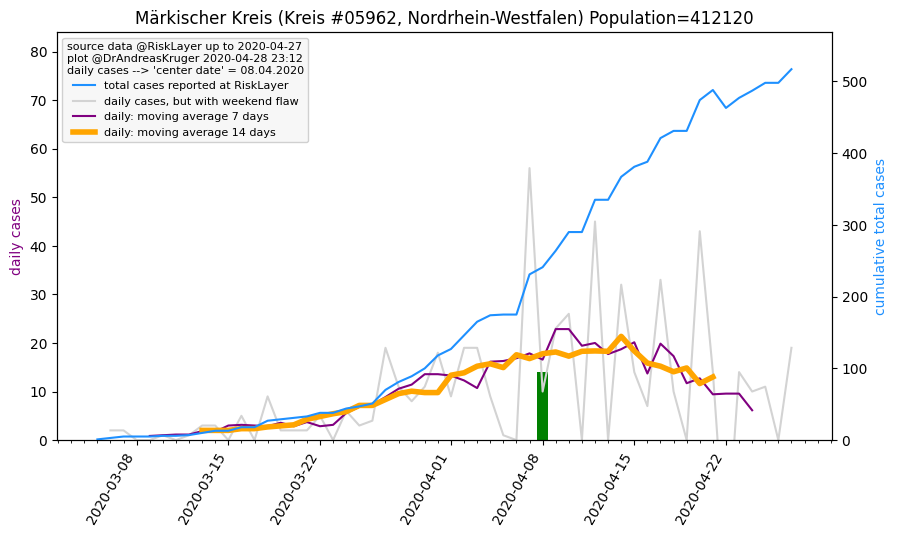 Märkischer Kreis (Kreis #05962, Nordrhein-Westfalen) Population=412120
source data @RiskLayer up to 2020-04-27
plot @DrAndreasKruger 2020-04-28 23:12
daily cases --> 'center date' = 08.04.2020
total cases reported at RiskLayer
daily cases, but with weekend flaw
daily: moving average 7 days
daily: moving average 14 days
daily cases
80
70
60
50
40
30
20
10
0
500
400
300
200
100
0
cumulative total cases
2020-03-08
2020-03-15
2020-03-22
2020-04-01
2020-04-08
2020-04-15
2020-04-22